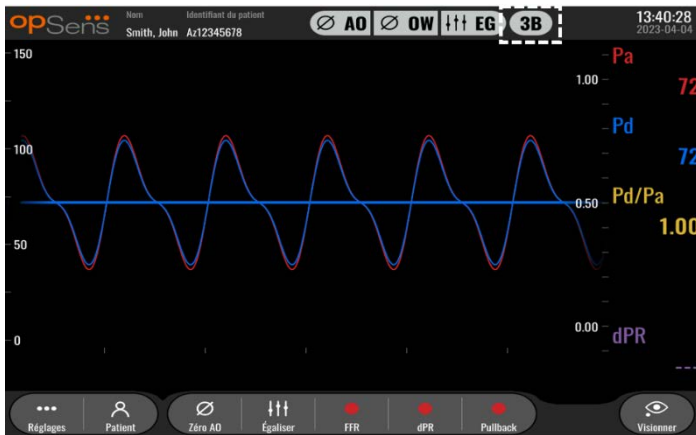 opSens
Nom Identifiant du patient
Smith, John Az12345678
AO OW EG 3B
13:40:28
2023-04-04
150
100
50
0
1.00
0.50
0.00
Pa
72
Pd
72
Pd/Pa
1.00
dPR
---
Réglages Patient Zéro AO Égaliser FFR dPR Pullback Visionner